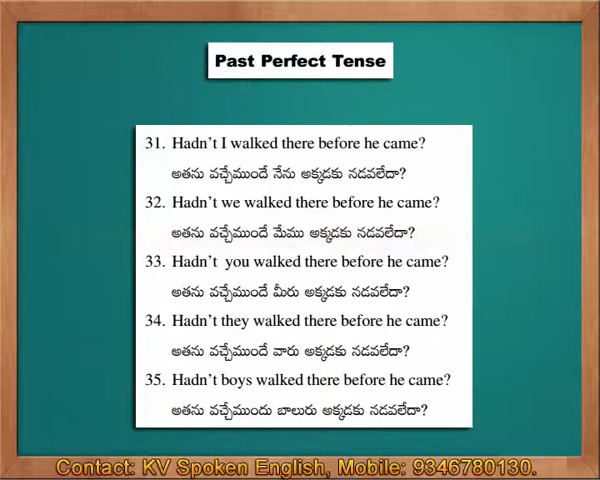 Past Perfect Tense
31. Hadn't I walked there before he came?
అతను వచ్చేముందే నేను అక్కడకు నడవలేదా?
32. Hadn't we walked there before he came?
అతను వచ్చేముందే మేము అక్కడకు నడవలేదా?
33. Hadn't you walked there before he came?
అతను వచ్చేముందే మీరు అక్కడకు నడవలేదా?
34. Hadn't they walked there before he came?
అతను వచ్చేముందే వారు అక్కడకు నడవలేదా?
35. Hadn't boys walked there before he came?
అతను వచ్చేముందు బాలురు అక్కడకు నడవలేదా?
Contact: KV Spoken English, Mobile: 9346780130.